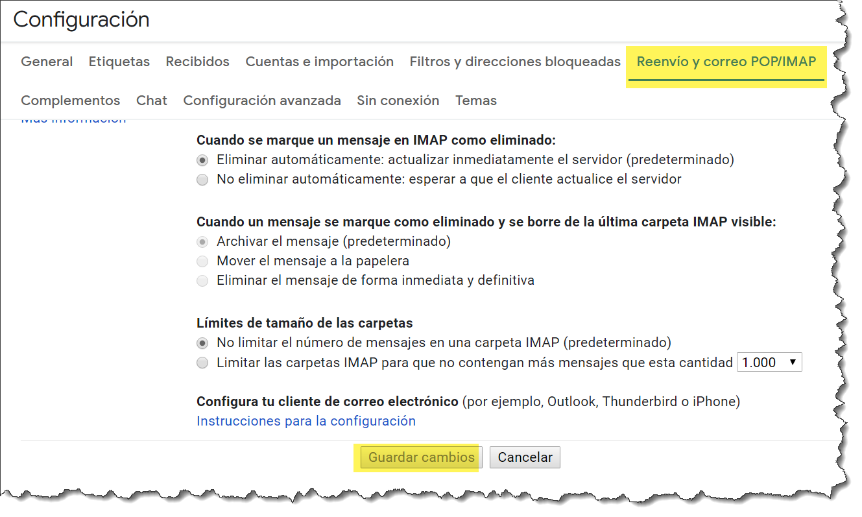 Configuración
General Etiquetas Recibidos Cuentas e importación Filtros y direcciones bloqueadas Reenvío y correo POP/IMAP
Complementos Chat Configuración avanzada Sin conexión Temas
Más información
Cuando se marque un mensaje en IMAP como eliminado:
Eliminar automáticamente: actualizar inmediatamente el servidor (predeterminado)
No eliminar automáticamente: esperar a que el cliente actualice el servidor
Cuando un mensaje se marque como eliminado y se borre de la última carpeta IMAP visible:
Archivar el mensaje (predeterminado)
Mover el mensaje a la papelera
Eliminar el mensaje de forma inmediata y definitiva
Límites de tamaño de las carpetas
No limitar el número de mensajes en una carpeta IMAP (predeterminado)
Limitar las carpetas IMAP para que no contengan más mensajes que esta cantidad 1.000
Configura tu cliente de correo electrónico (por ejemplo, Outlook, Thunderbird o iPhone)
Instrucciones para la configuración
Guardar cambios Cancelar